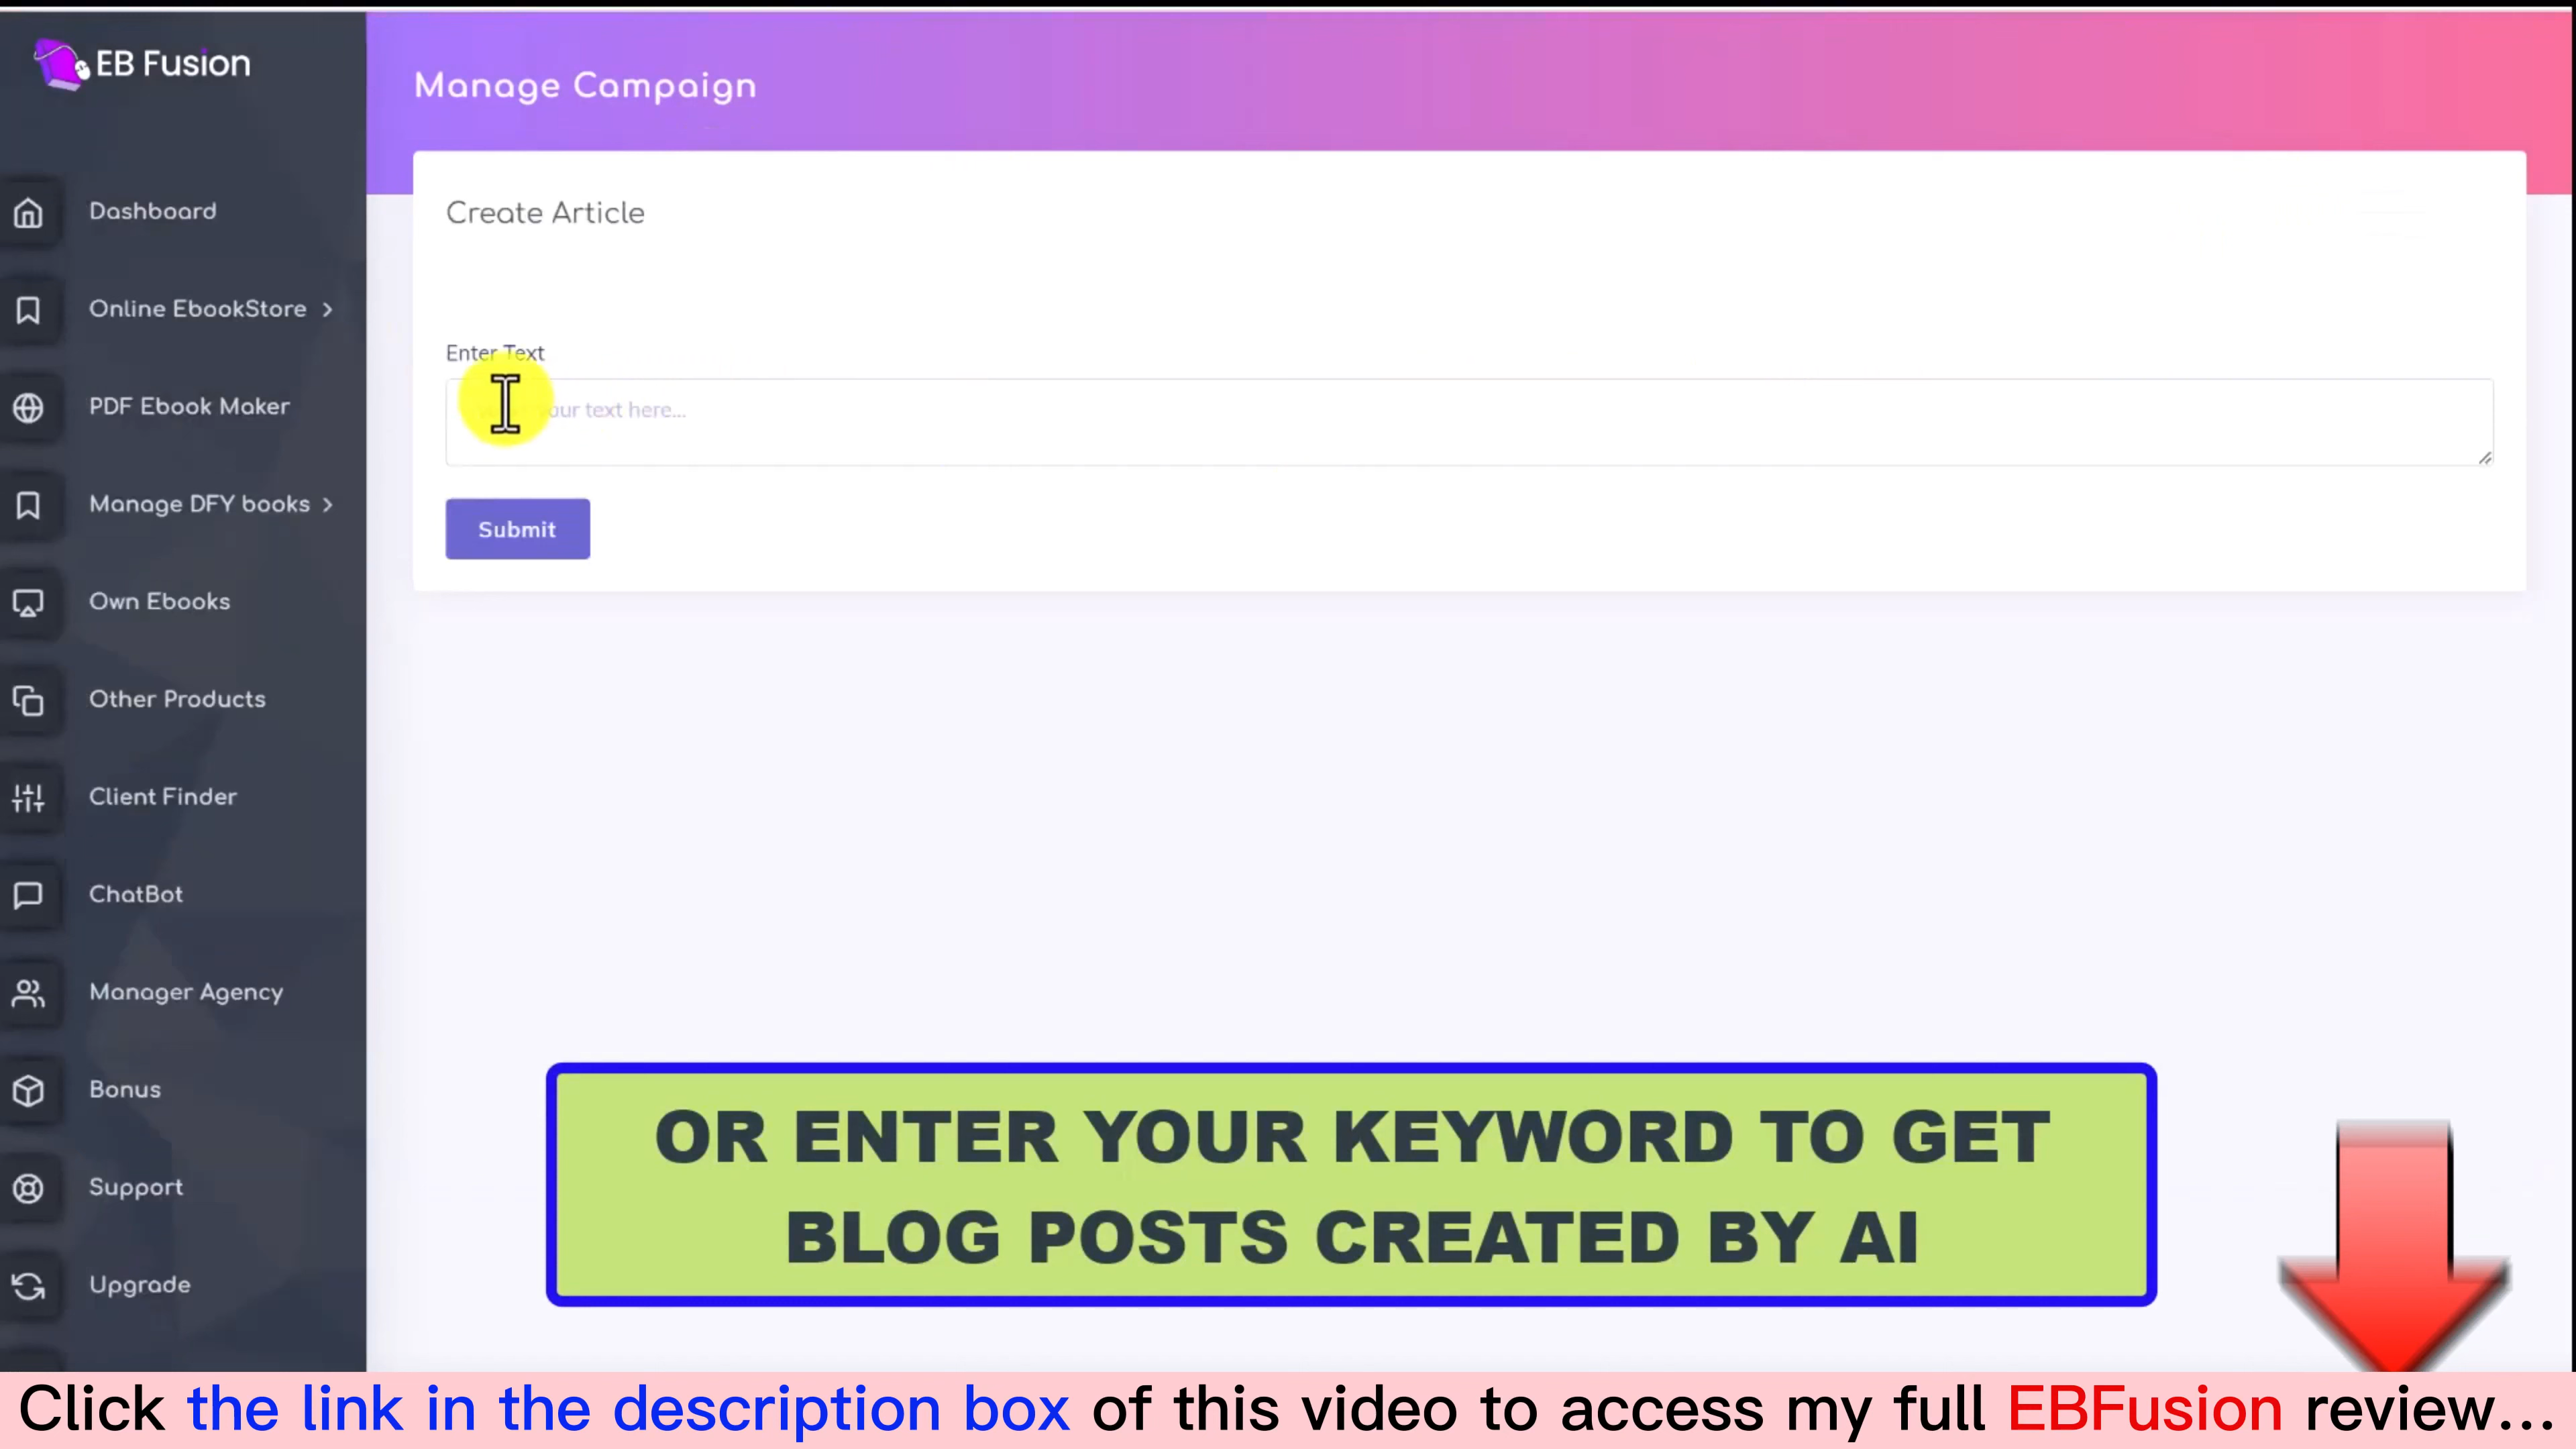 EB Fusion
Manage Campaign
Dashboard
Online EbookStore
PDF Ebook Maker
Manage DFY books
Own Ebooks
Other Products
Client Finder
ChatBot
Manager Agency
Bonus
Support
Upgrade
Create Article
Enter Text
your text here...
Submit
OR ENTER YOUR KEYWORD TO GET
BLOG POSTS CREATED BY AI
Click the link in the description box of this video to access my full EBFusion review...